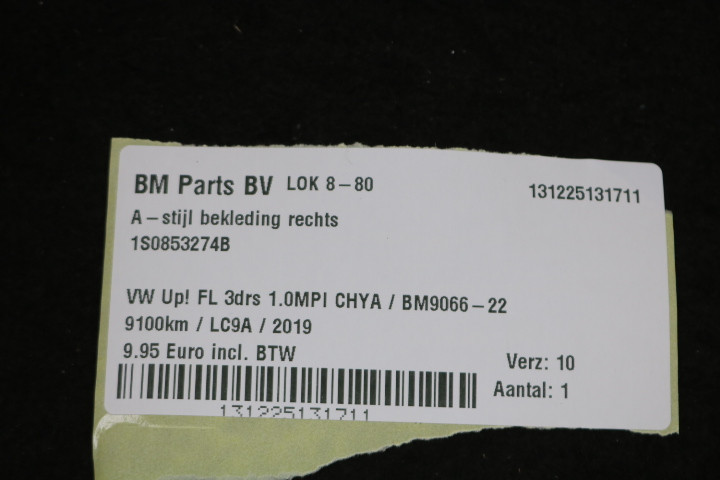 BM Parts BV LOK 8-80 131225131711
A-stijl bekleding rechts
1S0853274B
VW Up! FL 3drs 1.0MPI CHYA / BM9066-22
9100km / LC9A / 2019
9.95 Euro incl. BTW
Verz: 10
Aantal: 1
131225131711